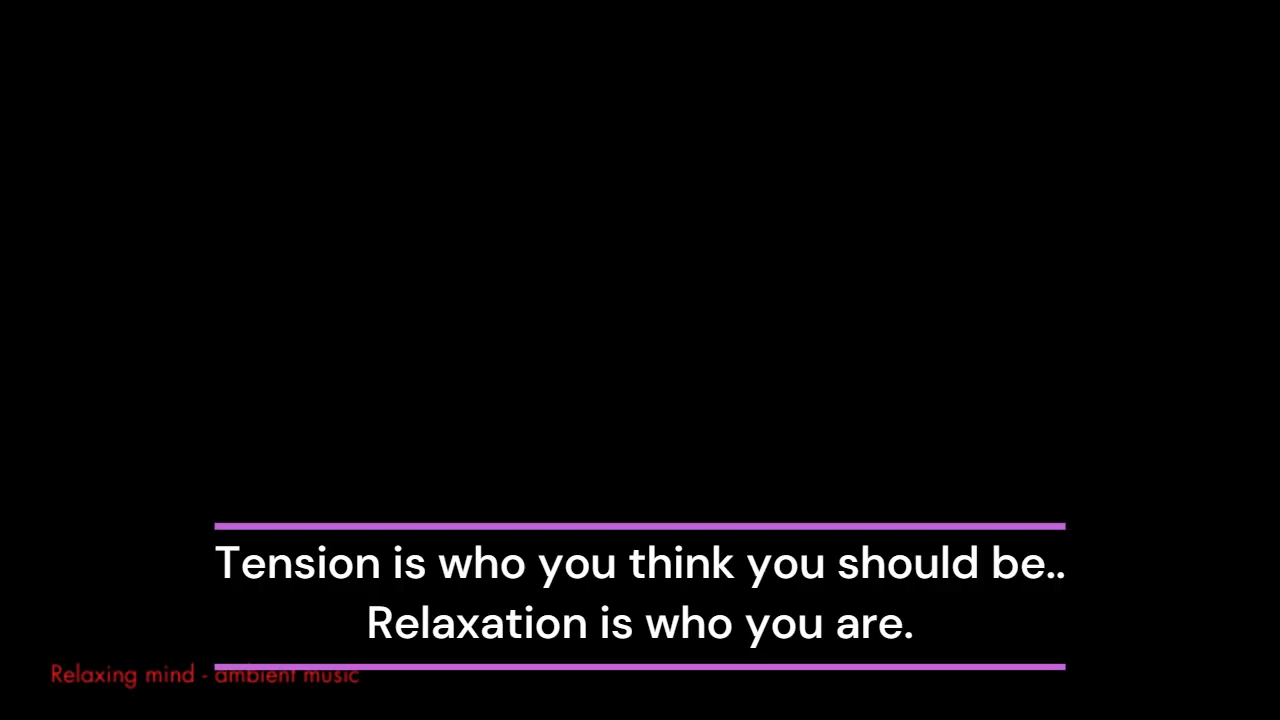 Tension is who you think you should be..
Relaxation is who you are.
Relaxing mind - ambient music